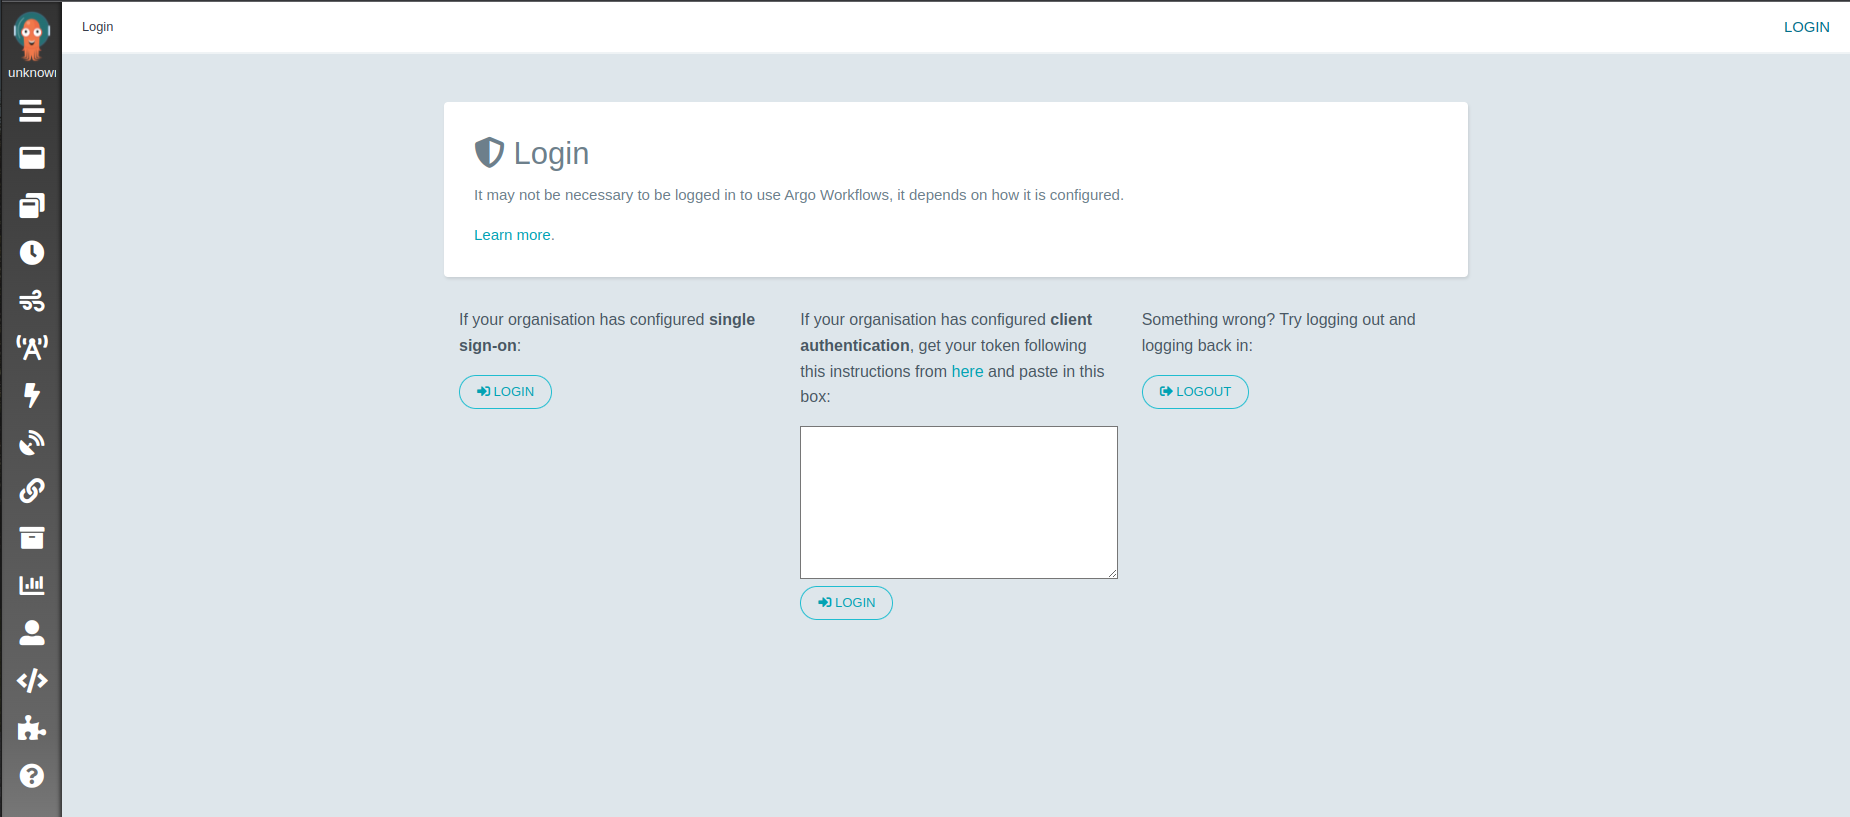 Login
LOGIN
unknown
Login
It may not be necessary to be logged in to use Argo Workflows, it depends on how it is configured.
Learn more.
If your organisation has configured single
sign-on:
LOGIN
If your organisation has configured client
authentication, get your token following
this instructions from here and paste in this
box:
LOGIN
Something wrong? Try logging out and
logging back in:
LOGOUT